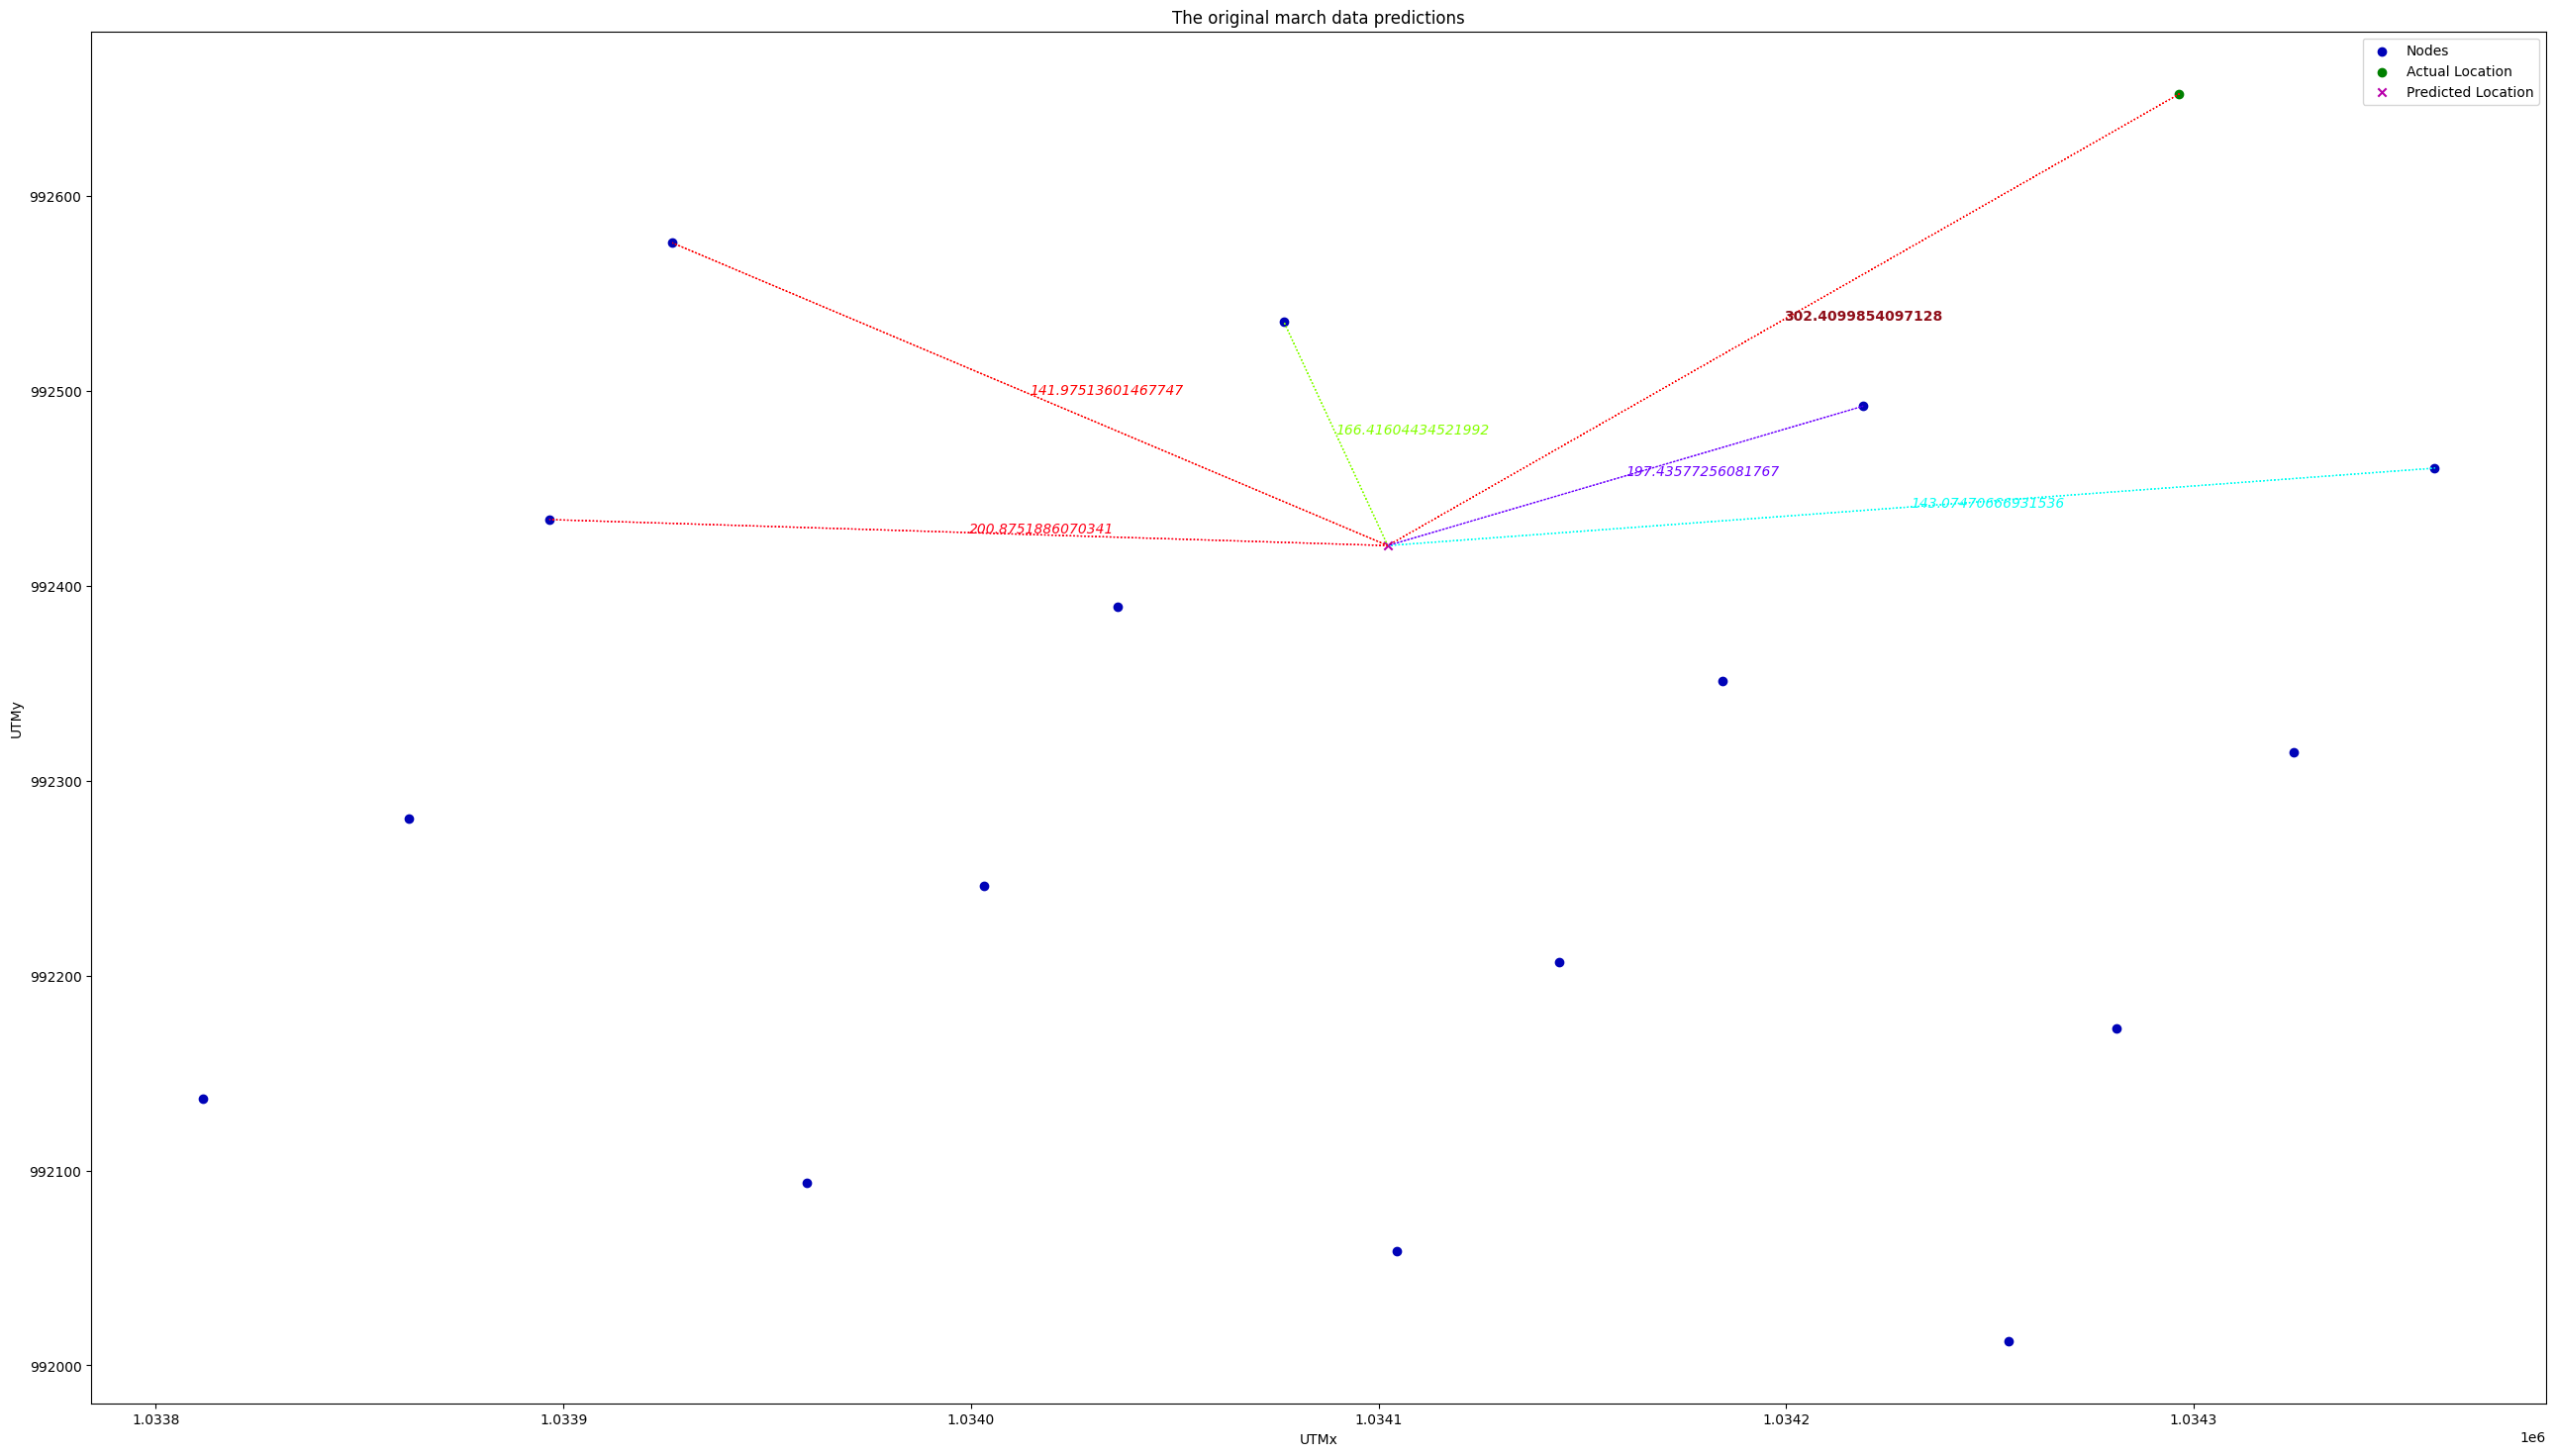 The original march data predictions
Nodes
Actual Location
Predicted Location
992600
302.4099854097128
141.97513601467747
992500
166.41604434521992
197.43577256081767
143.07470666931536
200.8751886070341
992400
UTMy
992300
992200
992100
992000
1.0338 1.0339 1.0340 1.0341 1.0342 1.0343
UTMx
1e6